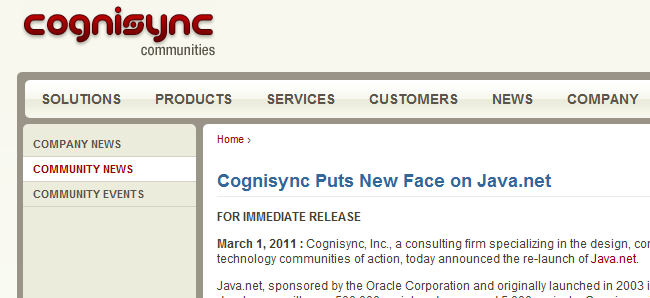 cognisync
communities
SOLUTIONS PRODUCTS SERVICES CUSTOMERS NEWS COMPANY
COMPANY NEWS
COMMUNITY NEWS
COMMUNITY EVENTS
Home ›
Cognisync Puts New Face on Java.net
FOR IMMEDIATE RELEASE
March 1, 2011 : Cognisync, Inc., a consulting firm specializing in the design, con
technology communities of action, today announced the re-launch of Java.net.
Java.net, sponsored by the Oracle Corporation and originally launched in 2003 i